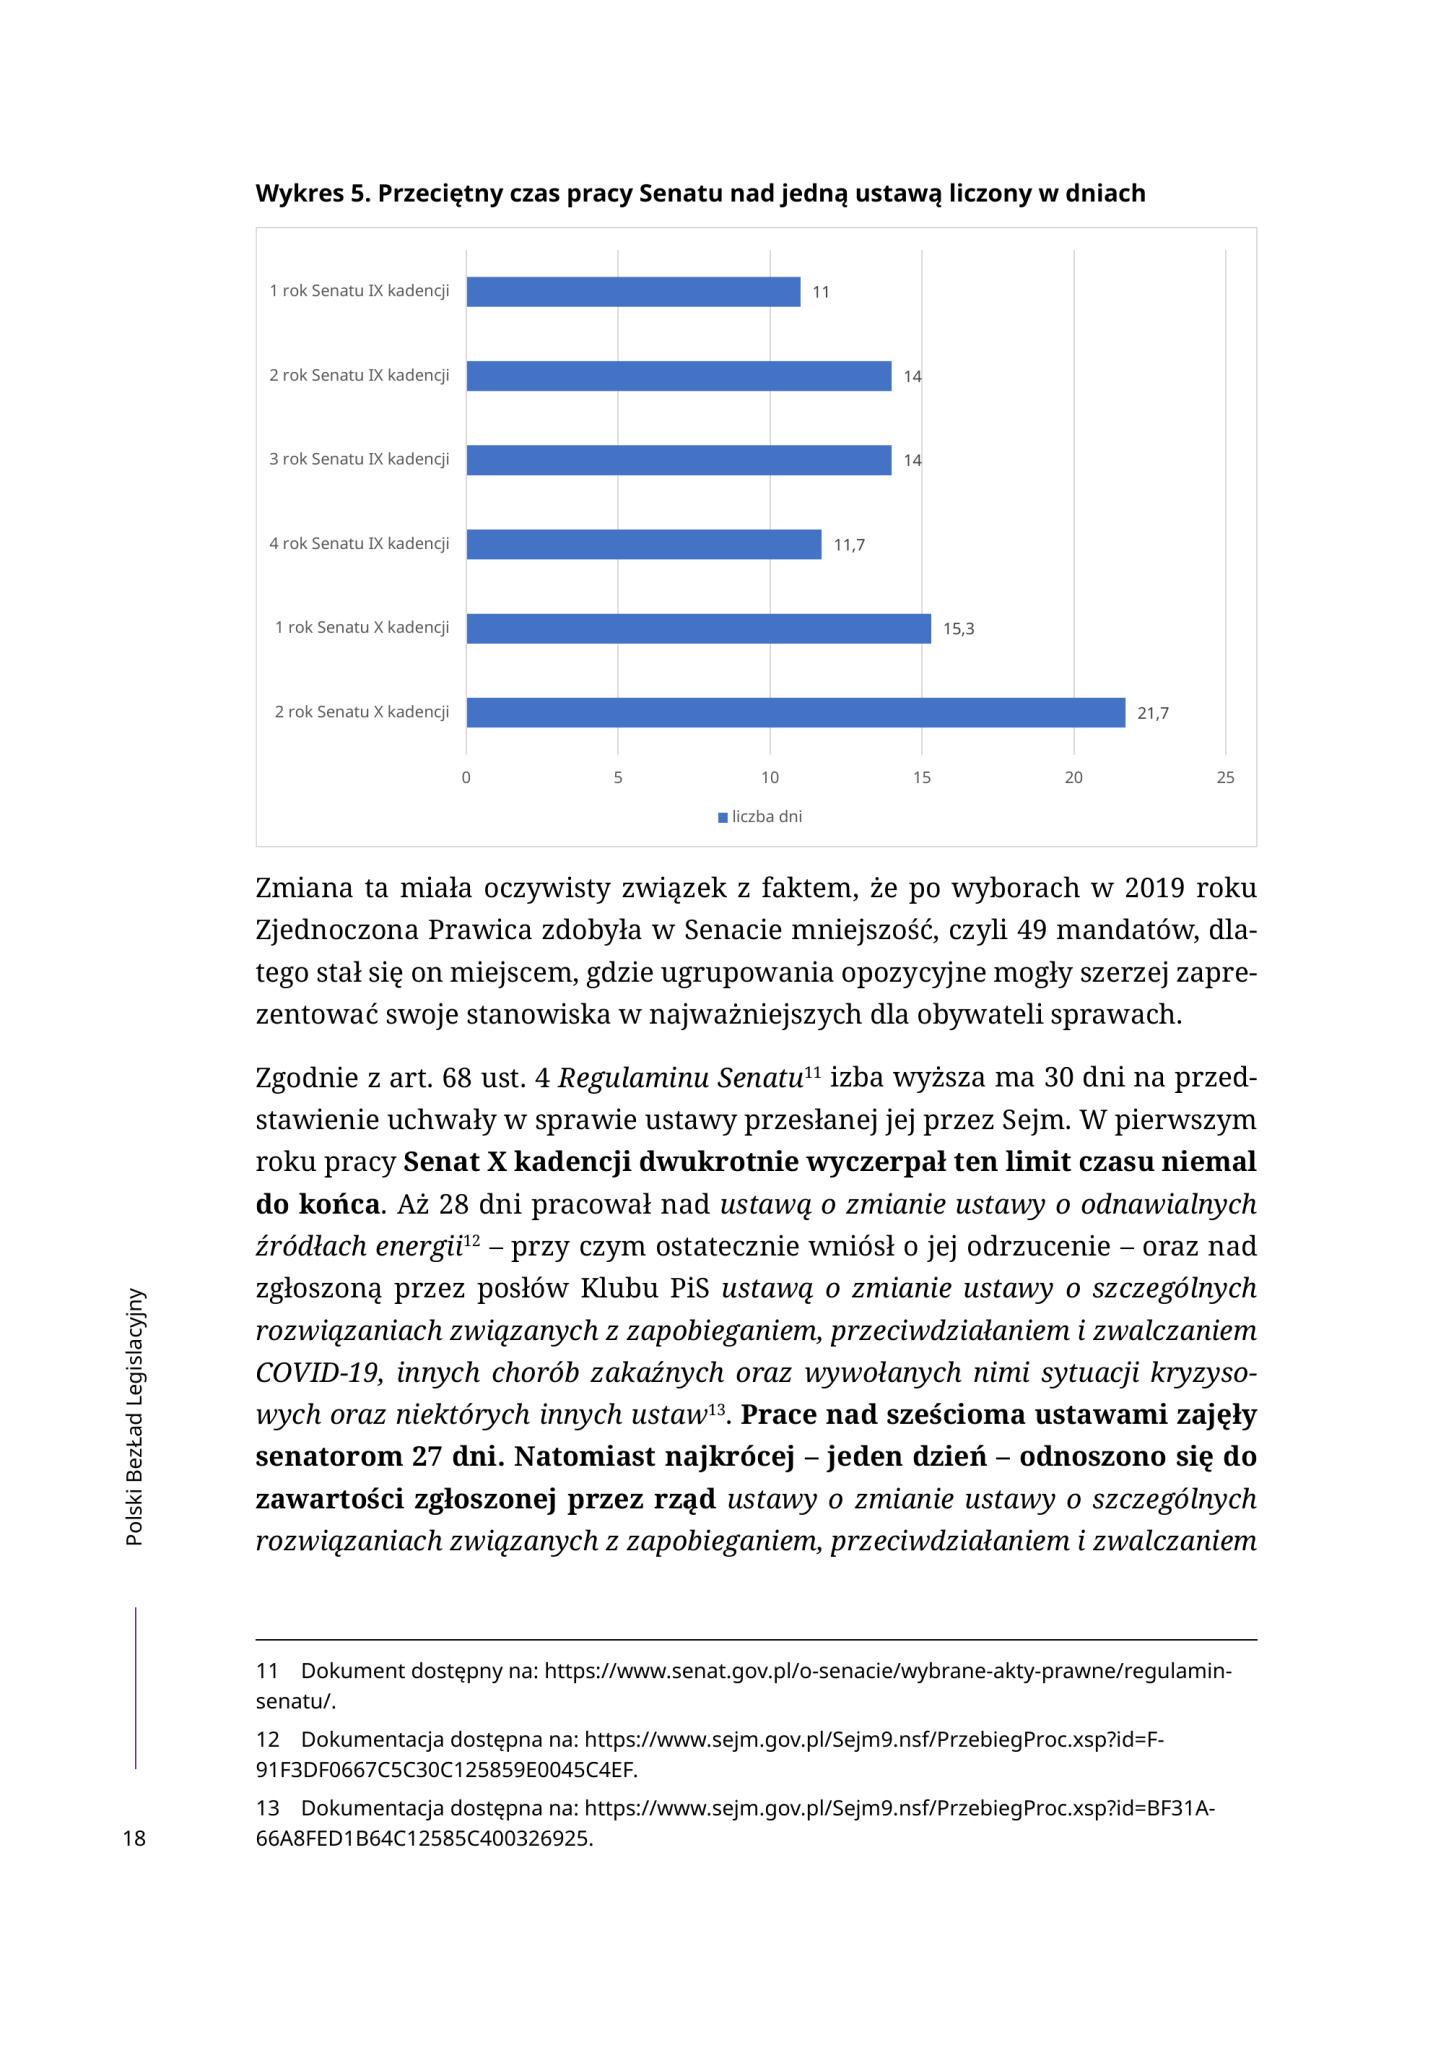 Wykres 5. Przeciętny czas pracy Senatu nad jedną ustawą liczony w dniach
1 rok Senatu IX kadencji
11
2 rok Senatu IX kadencji
14
3 rok Senatu IX kadencji
14
4 rok Senatu IX kadencji
11,7
1 rok Senatu X kadencji
15,3
2 rok Senatu X kadencji
21,7
0 5 10 15 20 25
liczba dni
Zmiana ta miała oczywisty związek z faktem, że po wyborach w 2019 roku
Zjednoczona Prawica zdobyła w Senacie mniejszość, czyli 49 mandatów, dla-
tego stał się on miejscem, gdzie ugrupowania opozycyjne mogły szerzej zapre-
zentować swoje stanowiska w najważniejszych dla obywateli sprawach.
Zgodnie z art. 68 ust. 4 Regulaminu Senatu11 izba wyższa ma 30 dni na przed-
stawienie uchwały w sprawie ustawy przesłanej jej przez Sejm. W pierwszym
roku pracy Senat X kadencji dwukrotnie wyczerpał ten limit czasu niemal
do końca. Aż 28 dni pracował nad ustawą o zmianie ustawy o odnawialnych
źródłach energii12 – przy czym ostatecznie wniósł o jej odrzucenie – oraz nad
zgłoszoną przez posłów Klubu PiS ustawą o zmianie ustawy o szczególnych
rozwiązaniach związanych z zapobieganiem, przeciwdziałaniem i zwalczaniem
COVID-19, innych chorób zakaźnych oraz wywołanych nimi sytuacji kryzyso-
wych oraz niektórych innych ustaw13. Prace nad sześcioma ustawami zajęły
senatorom 27 dni. Natomiast najkrócej – jeden dzień – odnoszono się do
zawartości zgłoszonej przez rząd ustawy o zmianie ustawy o szczególnych
rozwiązaniach związanych z zapobieganiem, przeciwdziałaniem i zwalczaniem
11 Dokument dostępny na: https://www.senat.gov.pl/o-senacie/wybrane-akty-prawne/regulamin-
senatu/.
12 Dokumentacja dostępna na: https://www.sejm.gov.pl/Sejm9.nsf/PrzebiegProc.xsp?id=F-
91F3DF0667C5C30C125859E0045C4EF.
13 Dokumentacja dostępna na: https://www.sejm.gov.pl/Sejm9.nsf/PrzebiegProc.xsp?id=BF31A-
66A8FED1B64C12585C400326925.
Polski BezŁad Legislacyjny
18